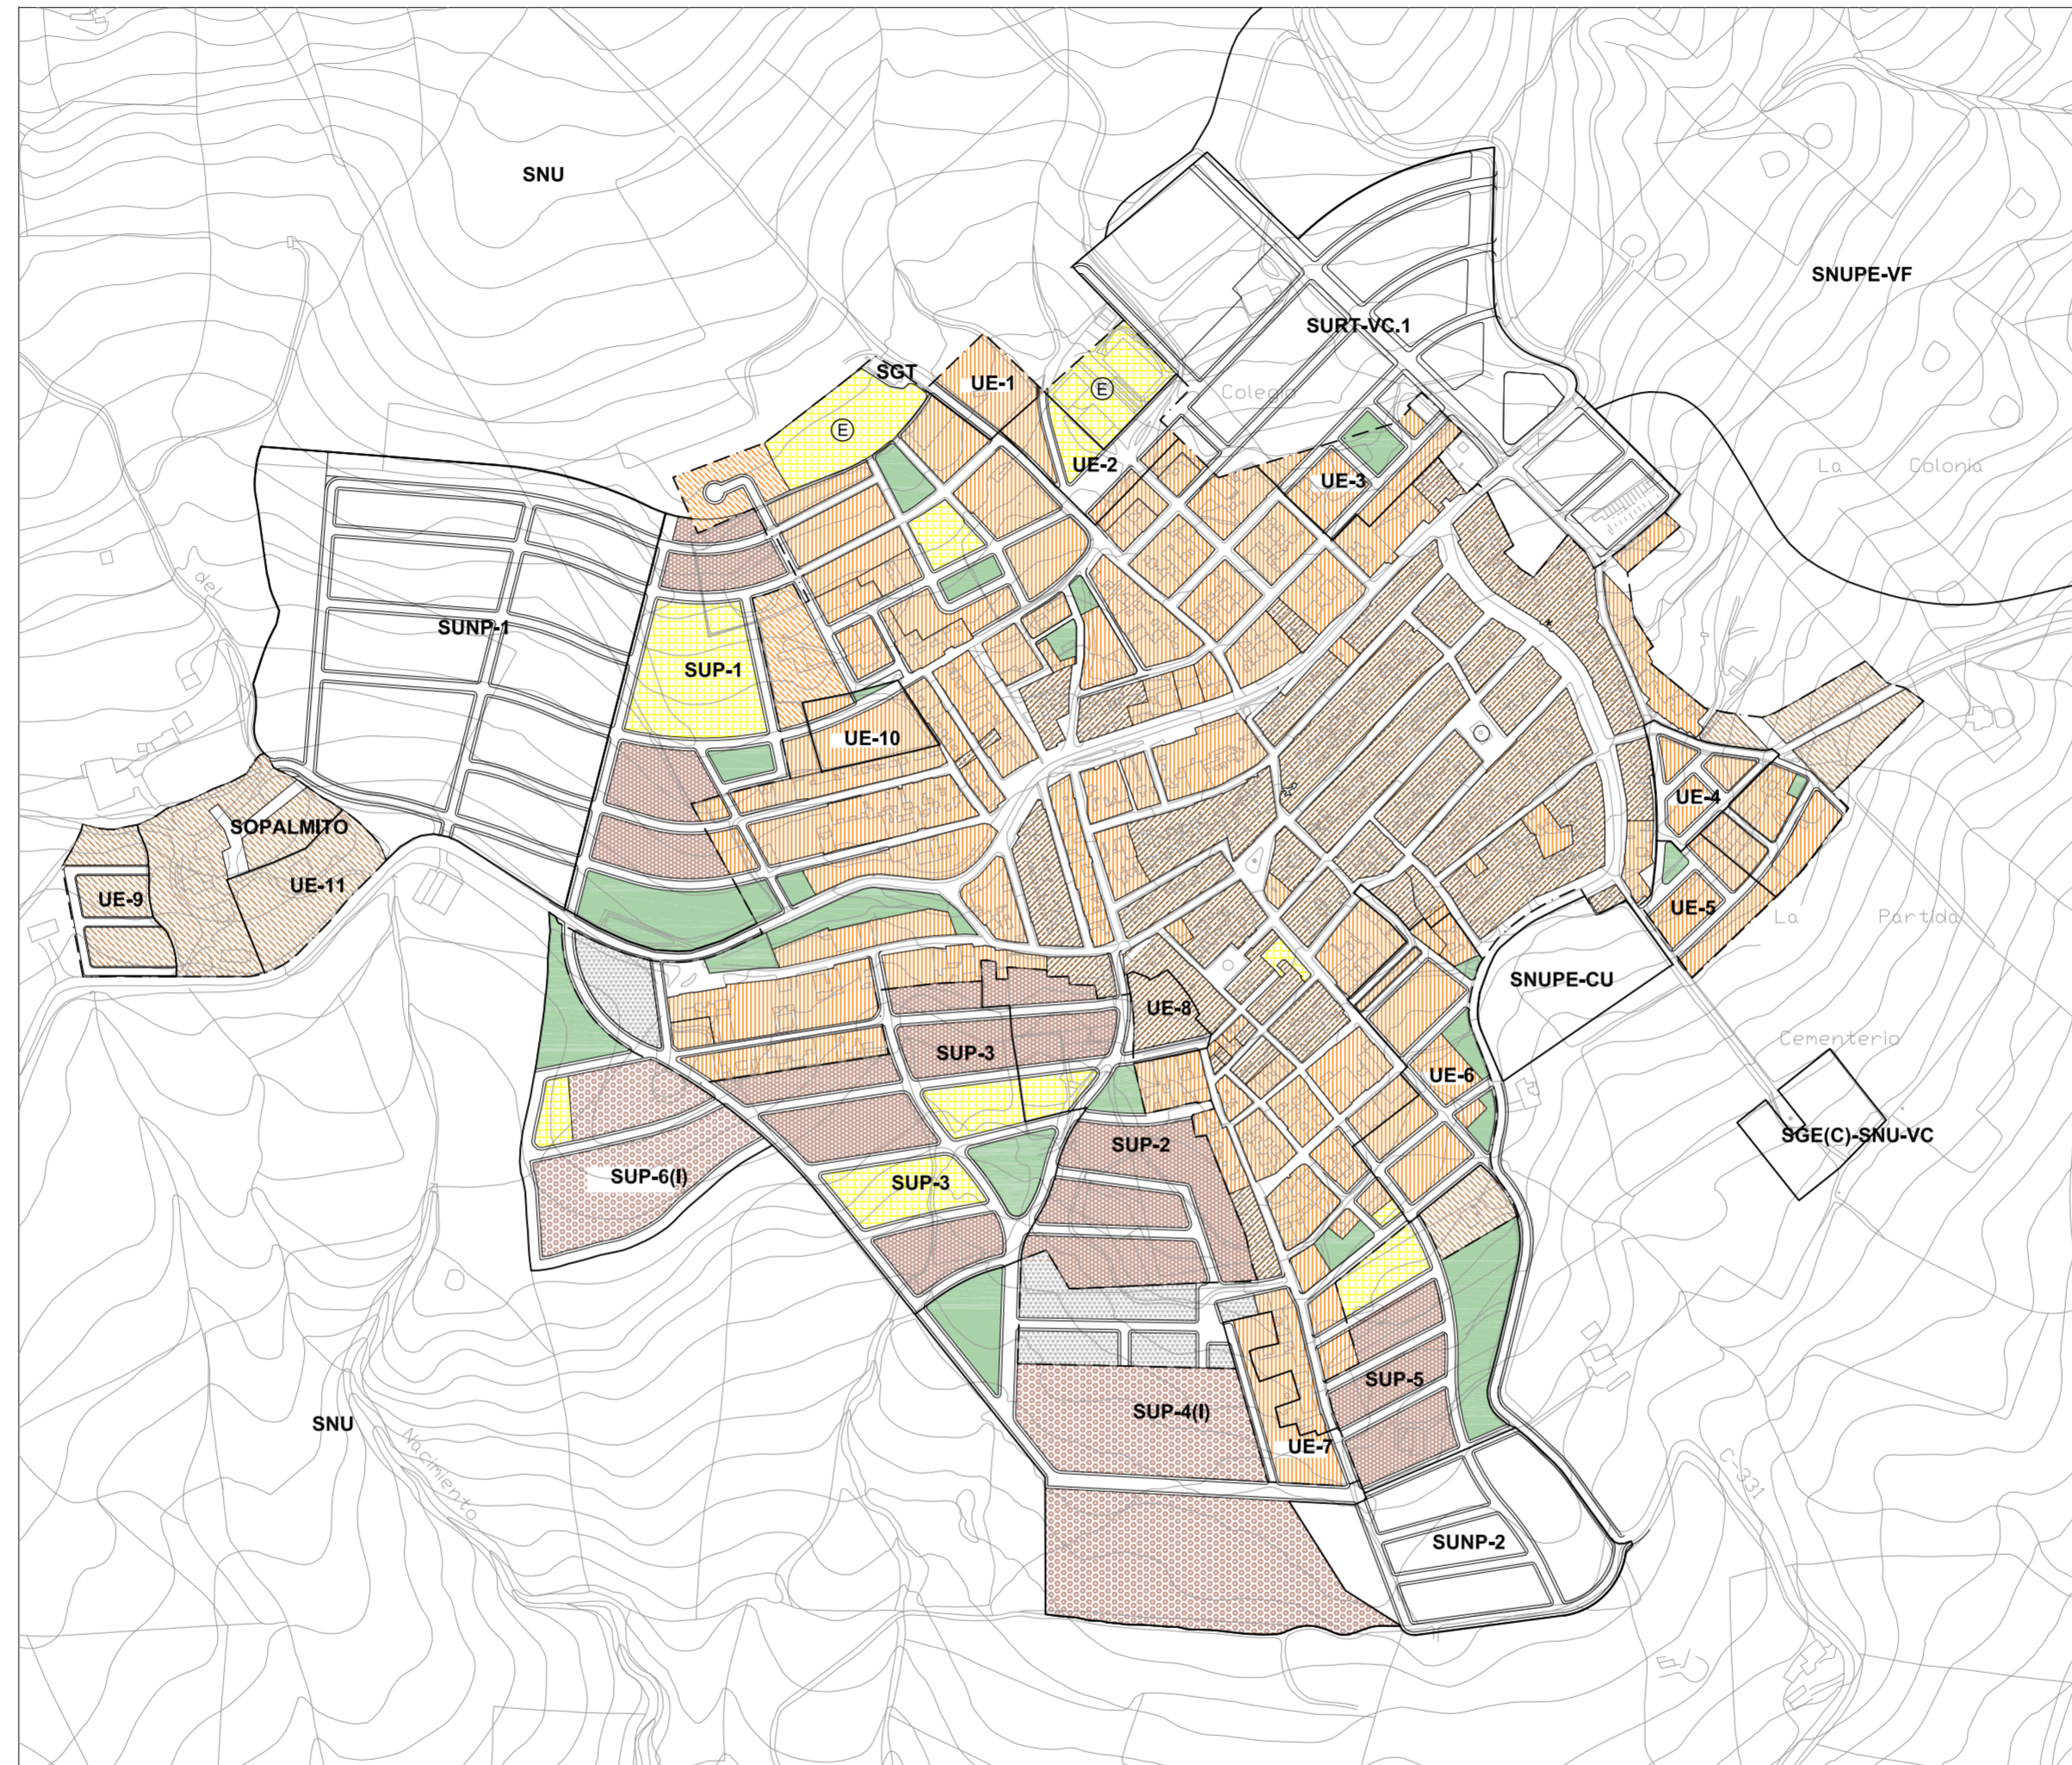 SNU
SNUPE-VF
SURT-VC.1
SGT
UE-1
Colegio
E
E
UE-2
La Colonia
UE-3
del
SUNP-1
SUP-1
UE-10
UE-4
SOPALMITO
UE-11
UE-9
UE-5
La Partida
SNUPE-CU
UE-8
Cementerio
SUP-3
UE-6
SGE(C)-SNU-VC
SUP-2
SUP-6(I)
SUP-3
SUP-5
SUP-4(I)
SNU
UE-7
Nacimiento
C-331
SUNP-2